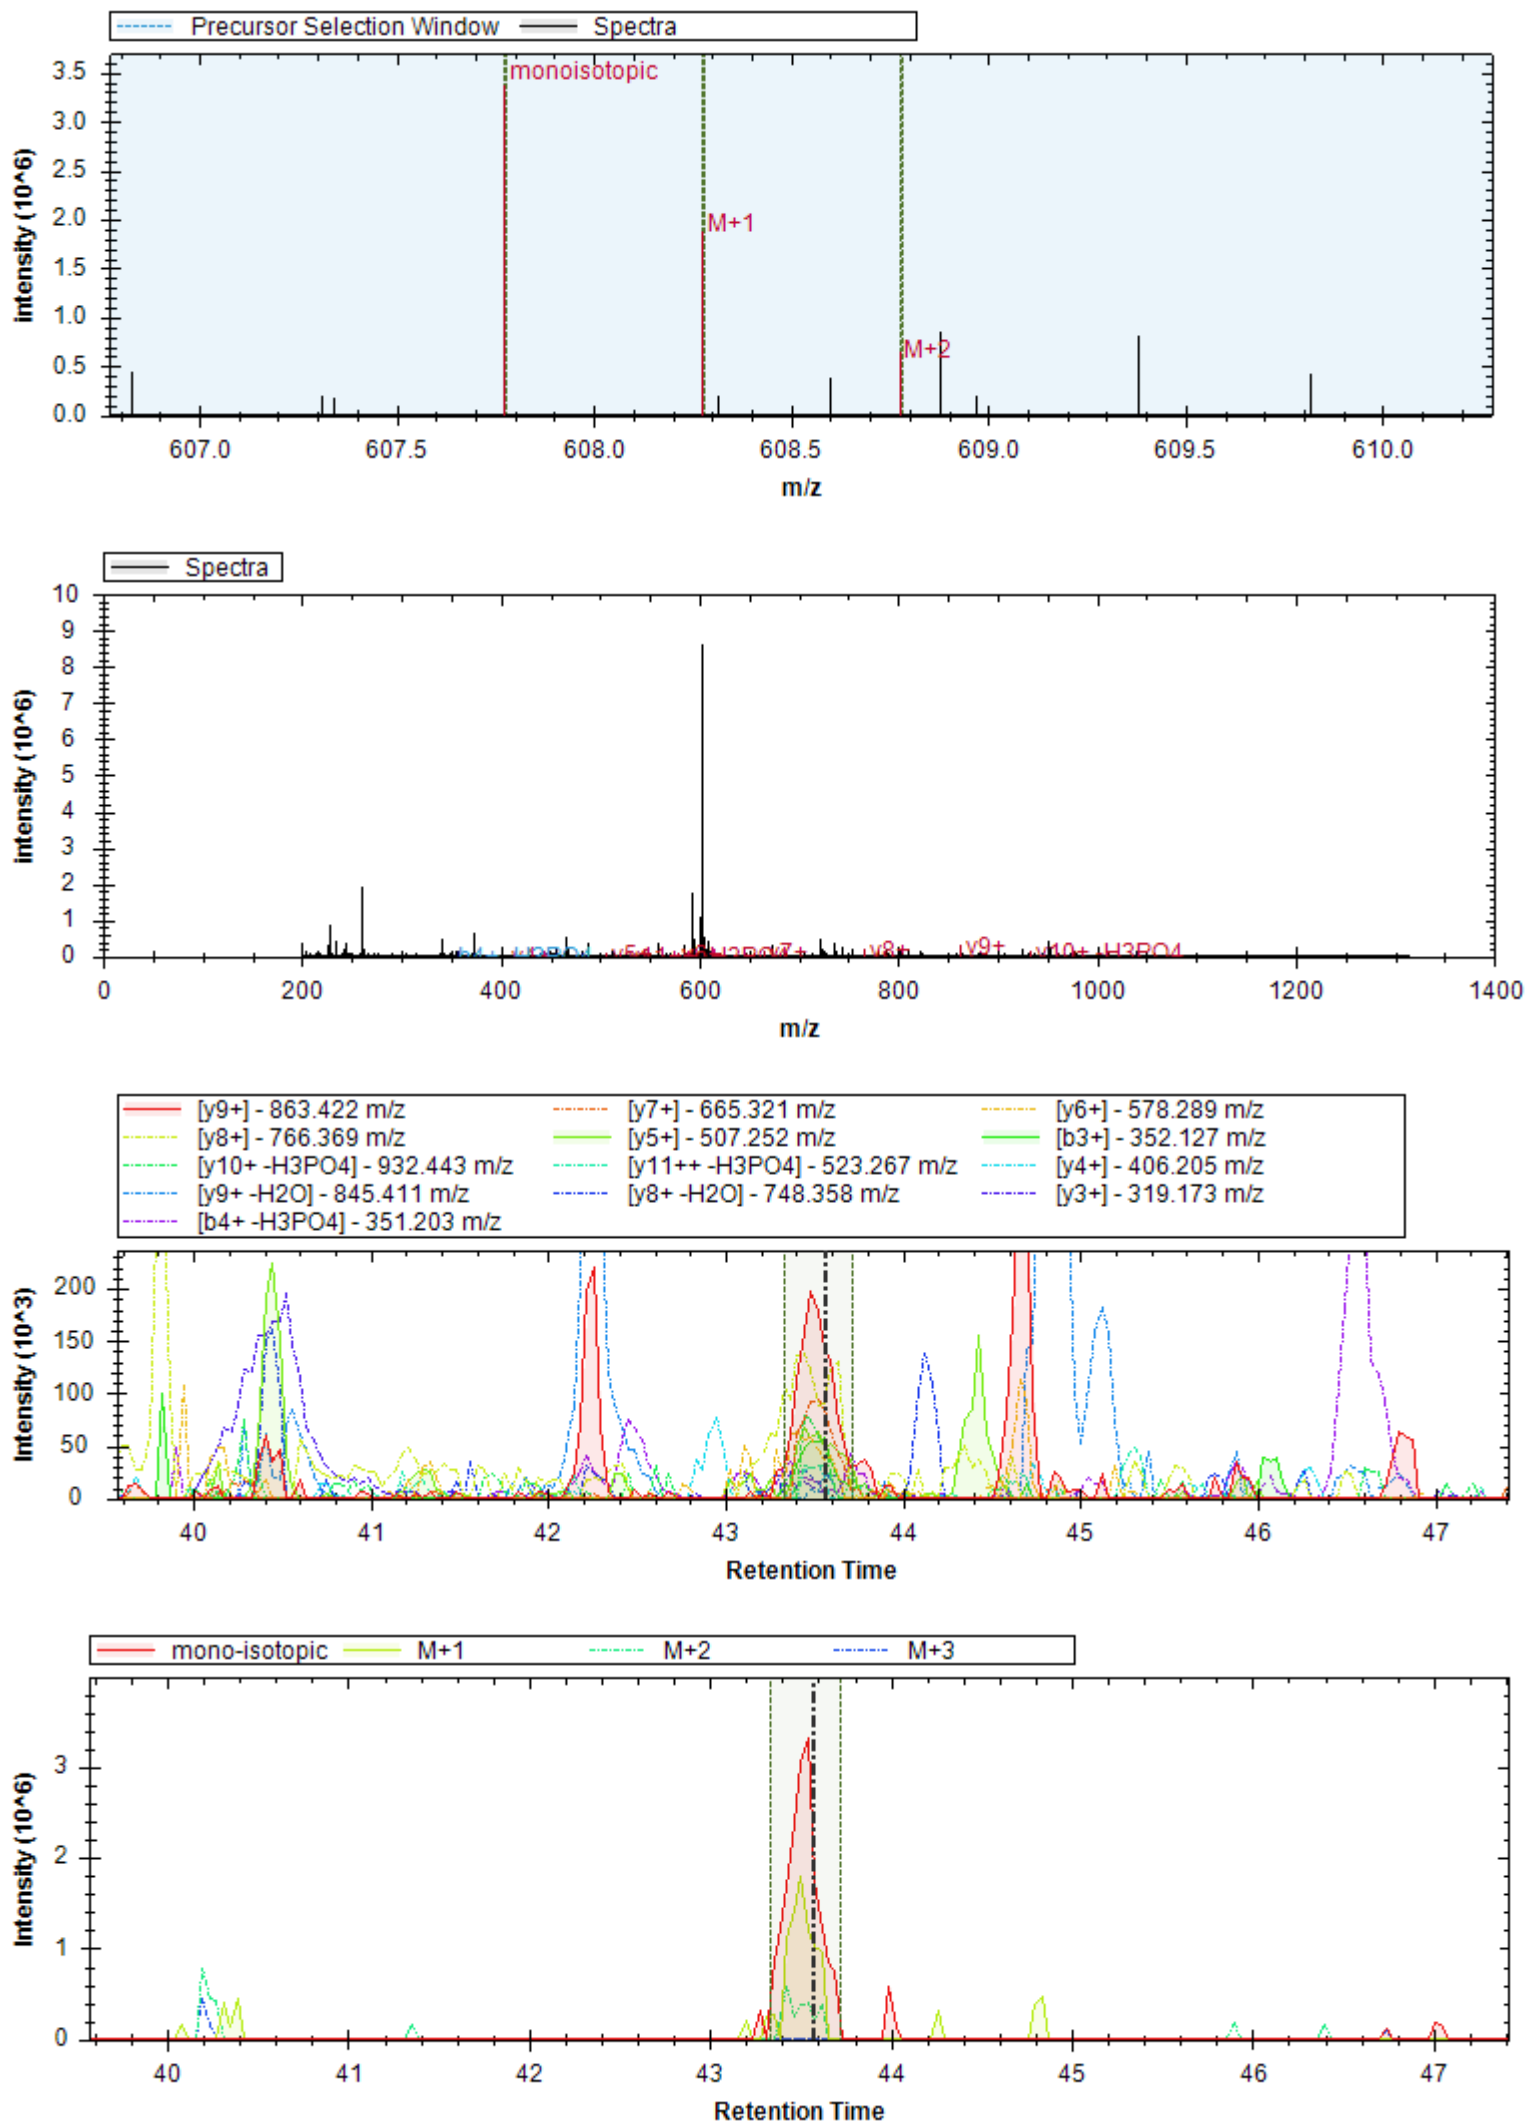 Precursor Selection Window Spectra
3.5
3.0
2.5
2.0
1.5
1.0
0.5
0.0
intensity (10^6)
monoisotopic
M+1
M+2
607.0 607.5 608.0 608.5 609.0 609.5 610.0
m/z
Spectra
10
9
8
7
6
5
4
3
2
1
0
intensity (10^6)
y8+ y9+ y10+ -H3PO4
0 200 400 600 800 1000 1200 1400
m/z
[y9+] - 863.422 m/z [y7+] - 665.321 m/z [y6+] - 578.289 m/z
[y8+] - 766.369 m/z [y5+] - 507.252 m/z [b3+] - 352.127 m/z
[y10+ -H3PO4] - 932.443 m/z [y11++ -H3PO4] - 523.267 m/z [y4+] - 406.205 m/z
[y9+ -H2O] - 845.411 m/z [y8+ -H2O] - 748.358 m/z [y3+] - 319.173 m/z
[b4+ -H3PO4] - 351.203 m/z
200
150
100
50
0
Intensity (10^3)
40 41 42 43 44 45 46 47
Retention Time
mono-isotopic M+1 M+2 M+3
3
2
1
0
Intensity (10^6)
40 41 42 43 44 45 46 47
Retention Time